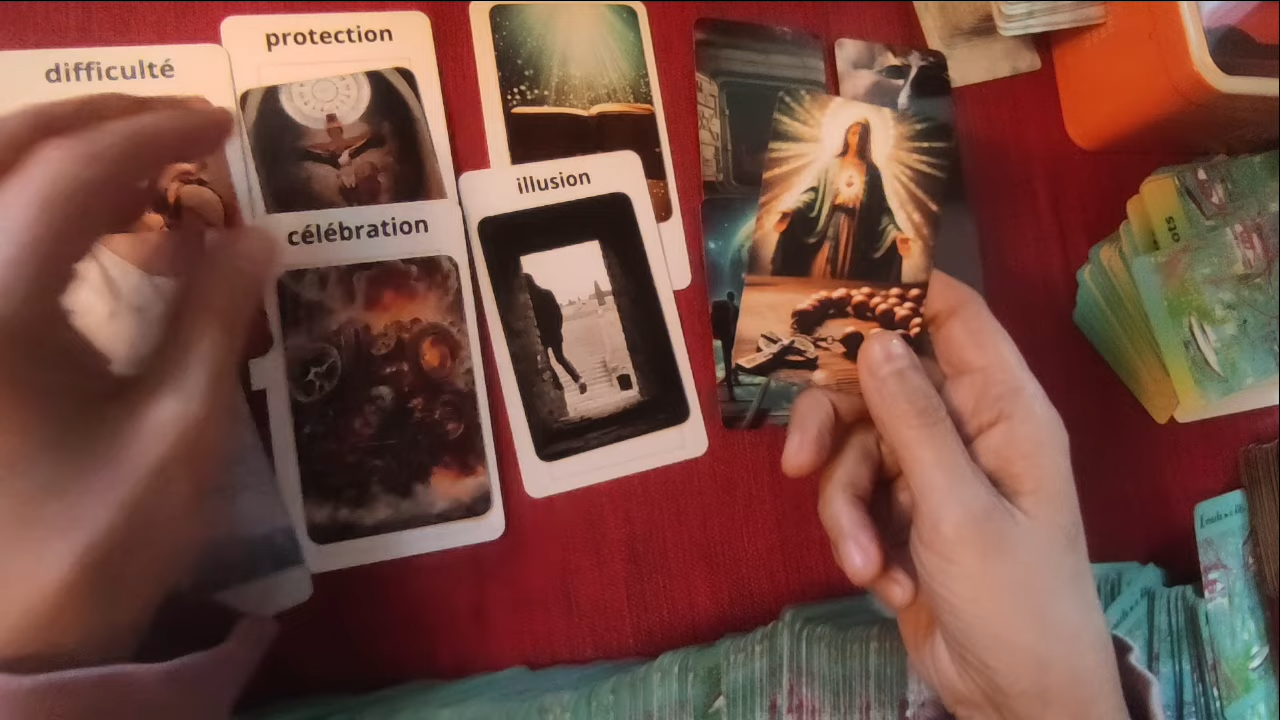 difficulté
protection
célébration
illusion